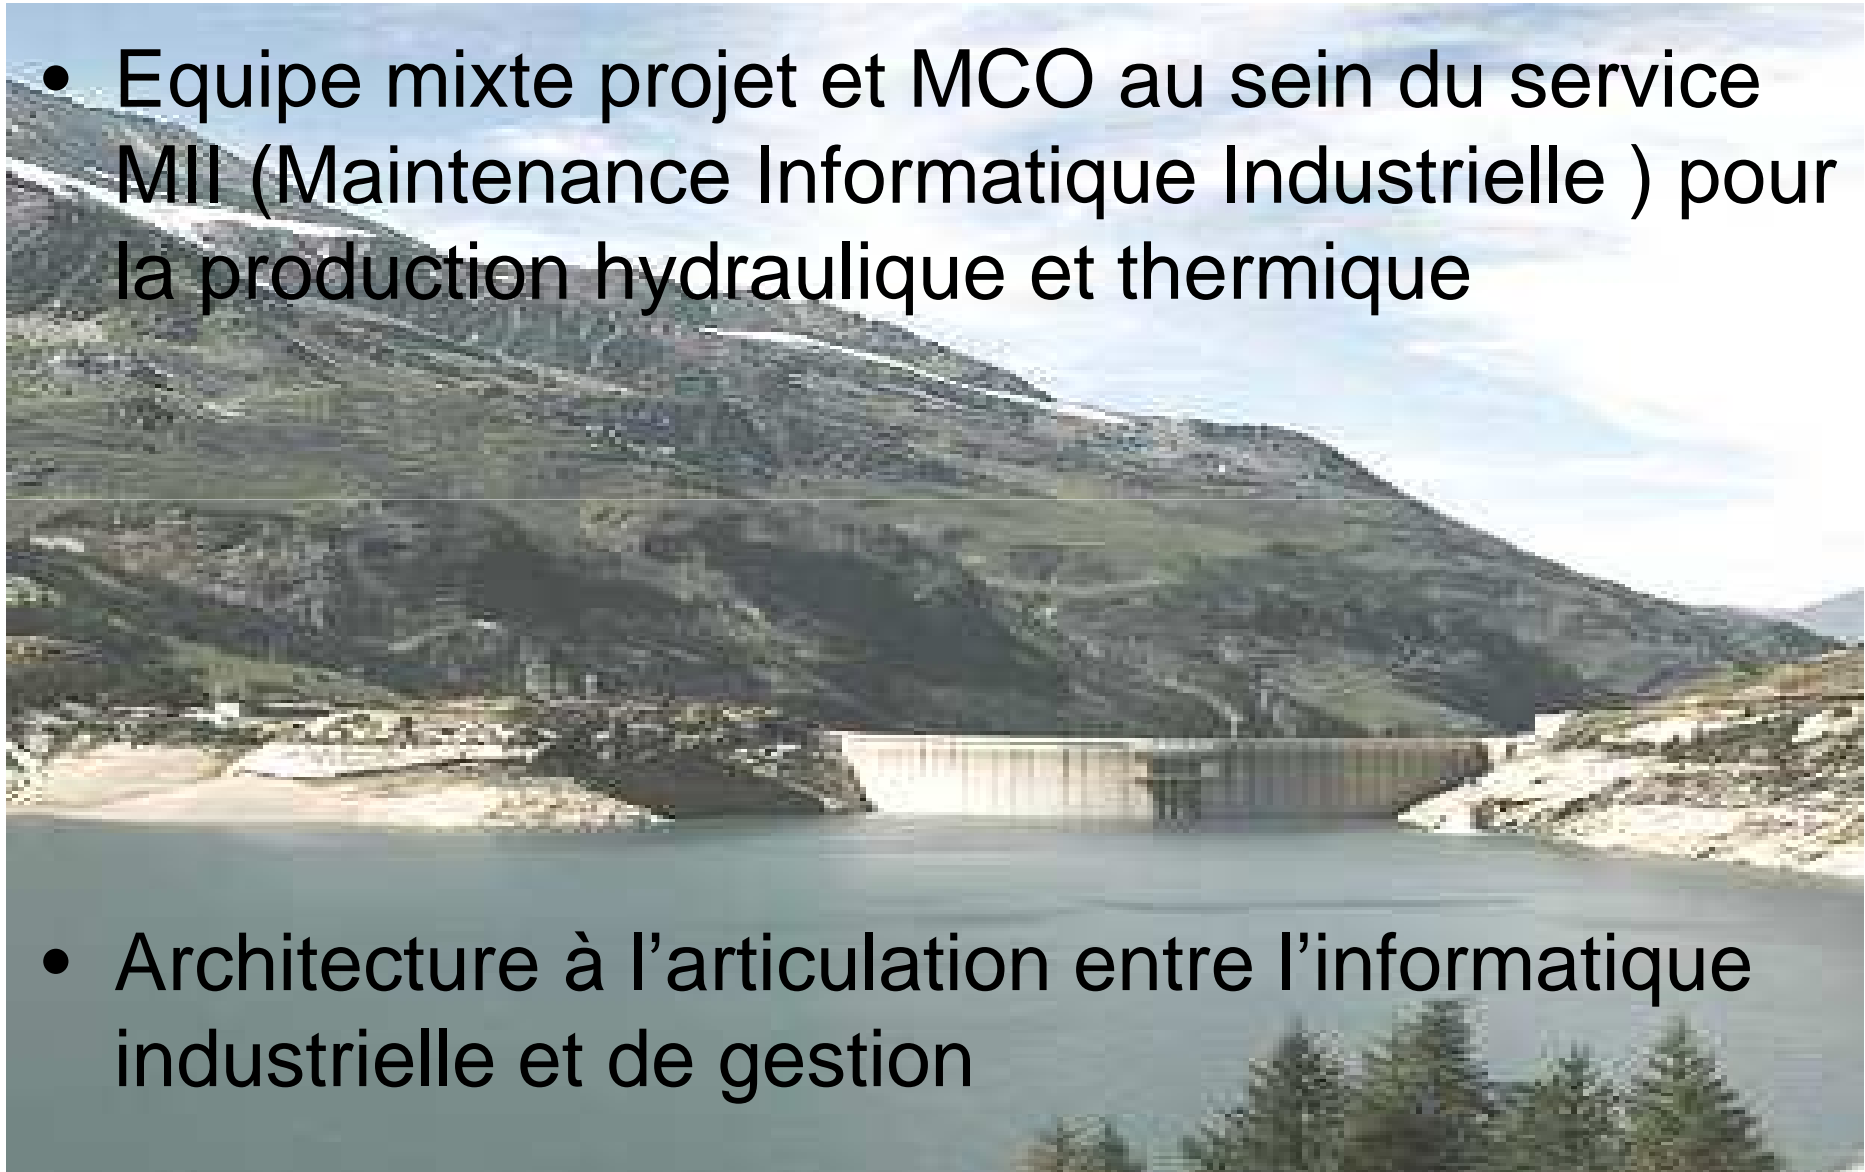 • Equipe mixte projet et MCO au sein du service
MII (Maintenance Informatique Industrielle ) pour
la production hydraulique et thermique
• Architecture à l’articulation entre l’informatique
industrielle et de gestion